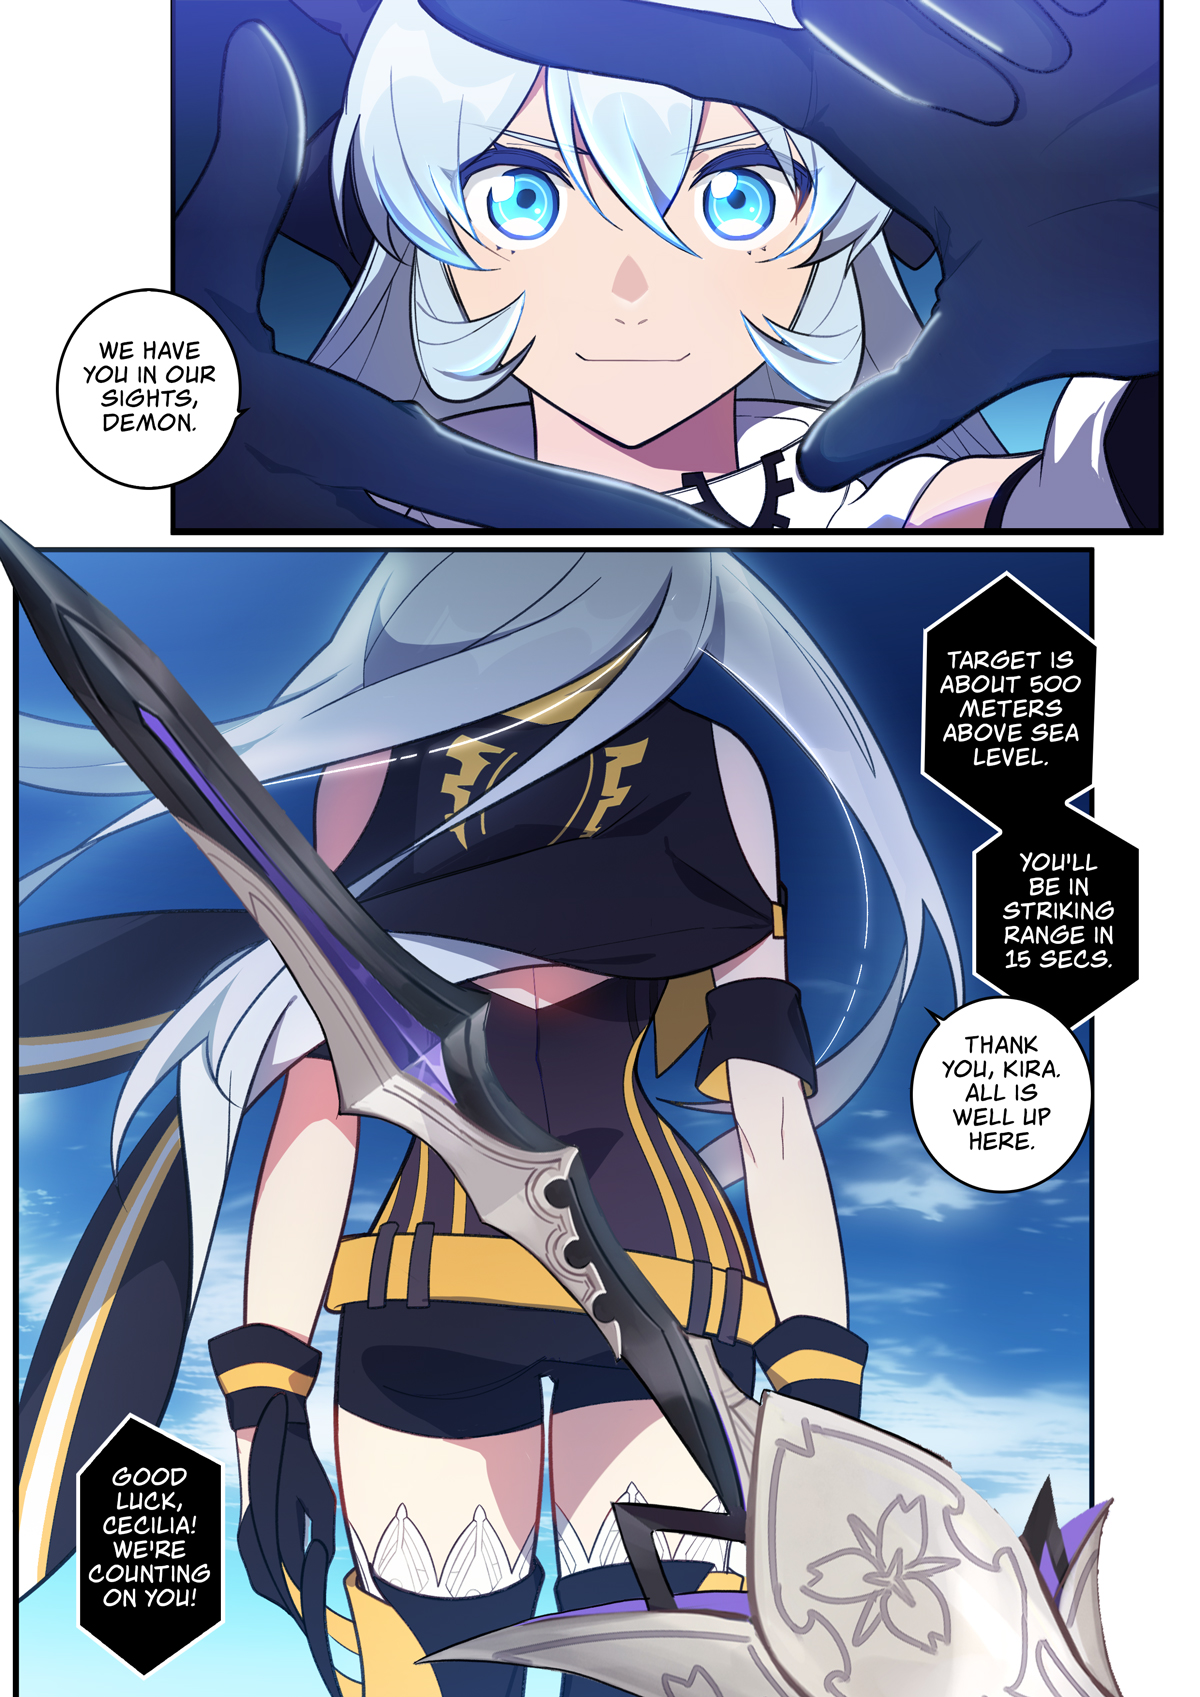 WE HAVE
YOU IN OUR
SIGHTS,
DEMON.
TARGET IS
ABOUT 500
METERS
ABOVE SEA
LEVEL.
YOU'LL
BE IN
STRIKING
RANGE IN
15 SECS.
THANK
YOU, KIRA.
ALL IS
WELL UP
HERE.
GOOD
LUCK,
CECILIA!
WE'RE
COUNTING
ON YOU!